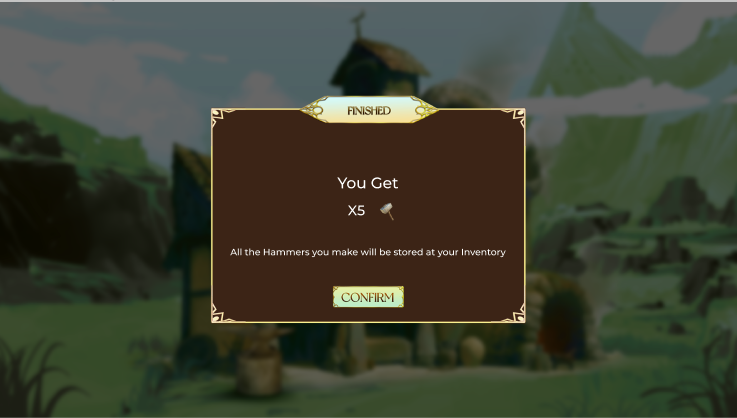 FINISHED
You Get
X5
All the Hammers you make will be stored at your Inventory
CONFIRM